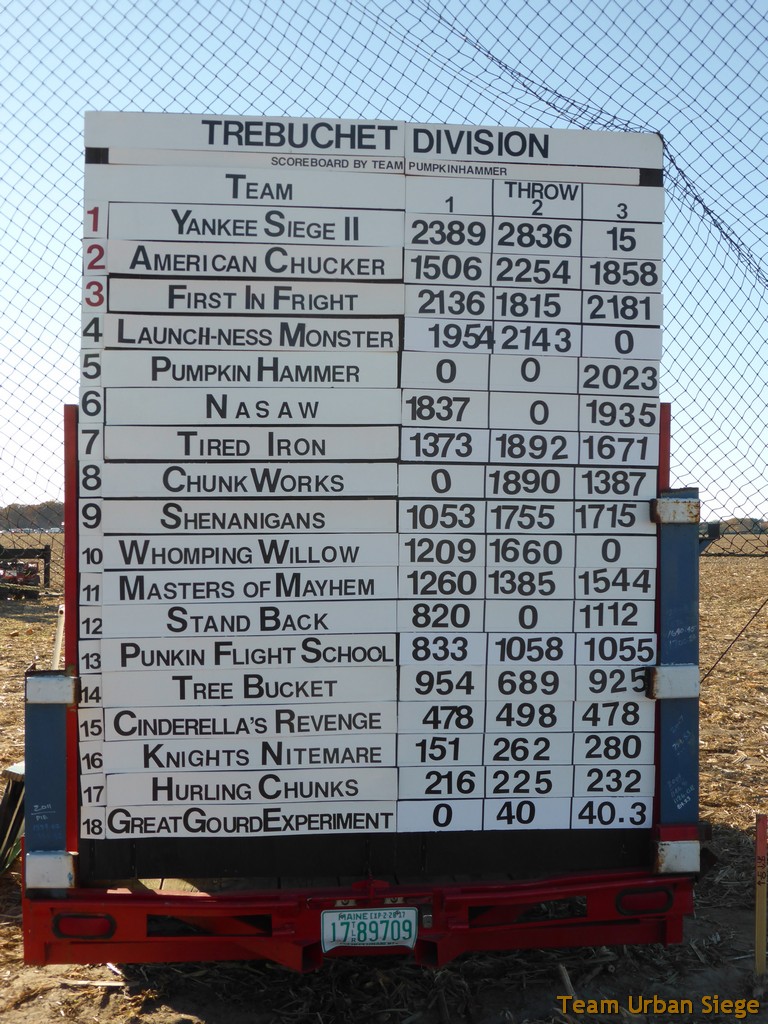 TREBUCHET DIVISION
SCOREBOARD BY TEAM PUMPKINHAMMER
TEAM THROW
1 2 3
1 YANKEE SIEGE II 2389 2836 15
2 AMERICAN CHUCKER 1506 2254 1858
3 FIRST IN FRIGHT 2136 1815 2181
4 LAUNCH-NESS MONSTER 1954 2143 0
5 PUMPKIN HAMMER 0 0 2023
6 NASAW 1837 0 1935
7 TIRED IRON 1373 1892 1671
8 CHUNKWORKS 0 1890 1387
9 SHENANIGANS 1053 1755 1715
10 WHOMPING WILLOW 1209 1660 0
11 MASTERS OF MAYHEM 1260 1385 1544
12 STAND BACK 820 0 1112
13 PUNKIN FLIGHT SCHOOL 833 1058 1055
14 TREE BUCKET 954 689 925
15 CINDERELLA'S REVENGE 478 498 478
16 KNIGHTS NITEMARE 151 262 280
17 HURLING CHUNKS 216 225 232
18 GREATGOURDEXPERIMENT 0 40 40.3
MAINE EXP-2-28-17
17 89709
Team Urban Siege